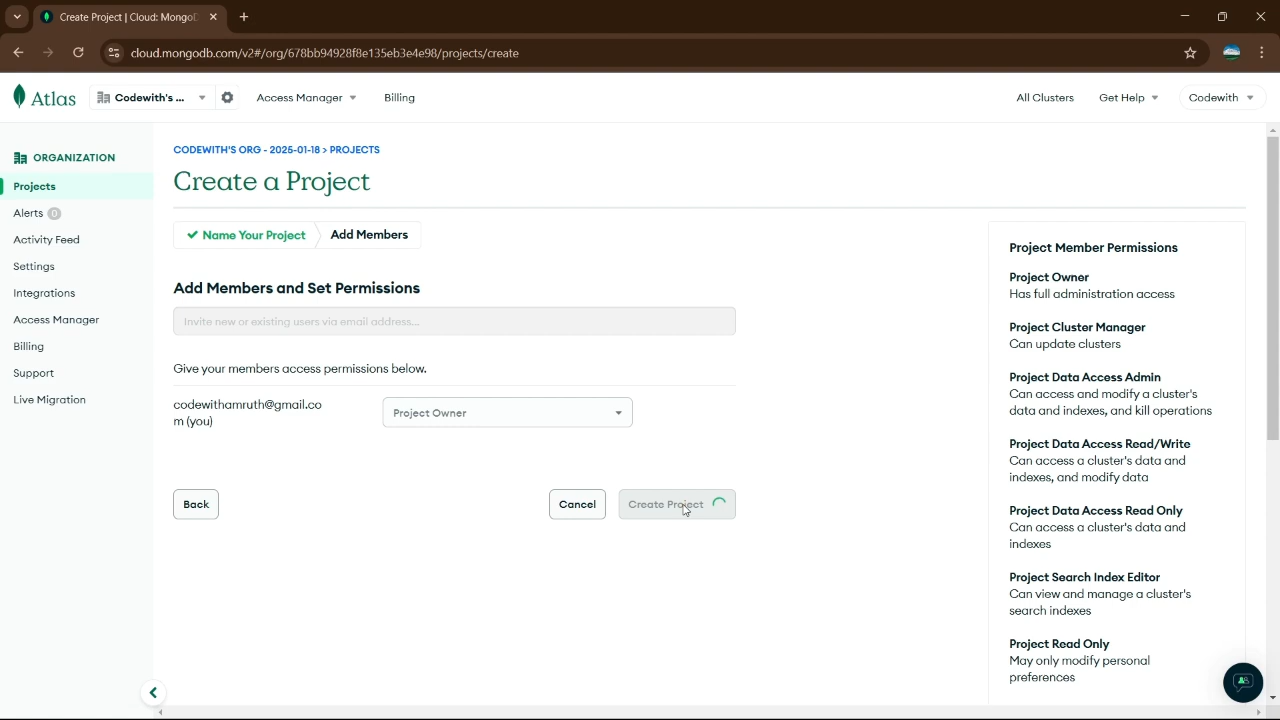 Create Project | Cloud: MongoD
cloud.mongodb.com/v2#/org/678bb94928f8e135eb3e4e98/projects/create
Atlas
Codewith's ...
Access Manager
Billing
All Clusters
Get Help
Codewith
ORGANIZATION
Projects
Alerts 0
Activity Feed
Settings
Integrations
Access Manager
Billing
Support
Live Migration
CODEWITH'S ORG - 2025-01-18 > PROJECTS
Create a Project
Name Your Project
Add Members
Add Members and Set Permissions
Invite new or existing users via email address...
Give your members access permissions below.
codewithamruth@gmail.co
m (you)
Project Owner
Back
Cancel
Create Project
Project Member Permissions
Project Owner
Has full administration access
Project Cluster Manager
Can update clusters
Project Data Access Admin
Can access and modify a cluster's
data and indexes, and kill operations
Project Data Access Read/Write
Can access a cluster's data and
indexes, and modify data
Project Data Access Read Only
Can access a cluster's data and
indexes
Project Search Index Editor
Can view and manage a cluster's
search indexes
Project Read Only
May only modify personal
preferences